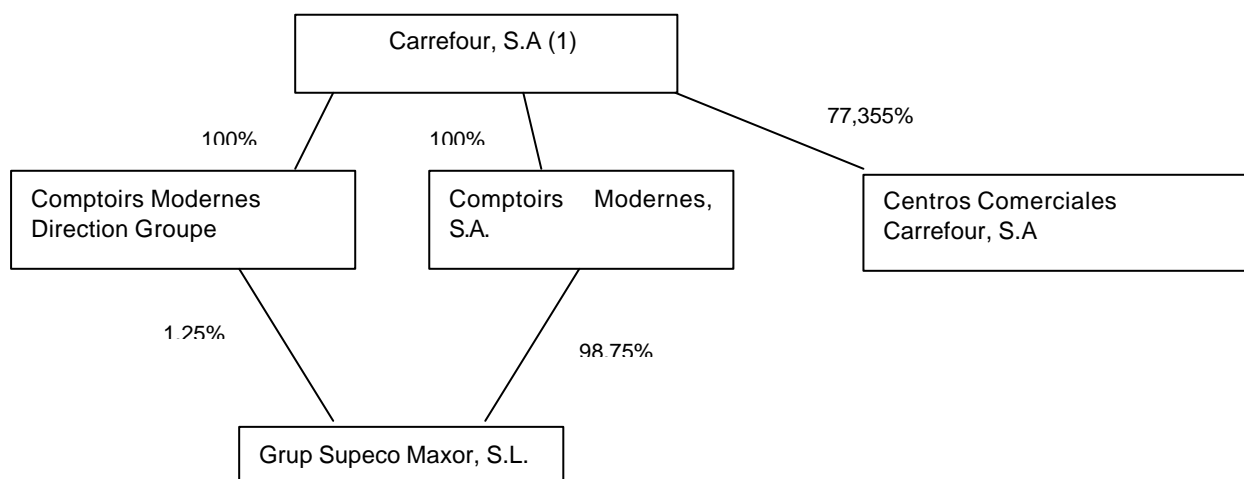 Carrefour, S.A (1)
77,355%
100%
100%
Comptoirs Modernes
Direction Groupe
Comptoirs Modernes,
S.A.
Centros Comerciales
Carrefour, S.A
1.25%
98.75%
Grup Supeco Maxor, S.L.